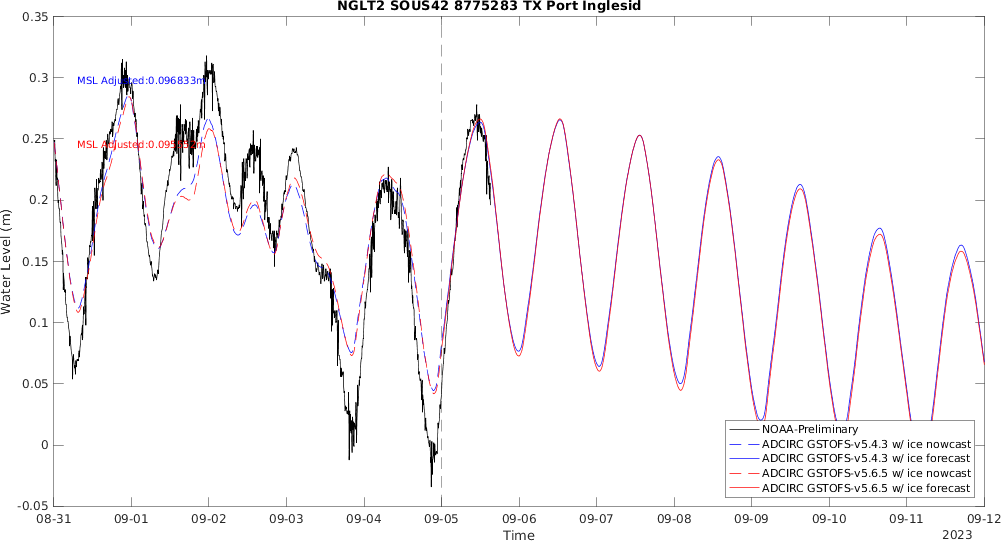 NGLT2 SOUS42 8775283 TX Port Inglesid
0.35
0.3
0.25
0.2
0.15
0.1
0.05
0
-0.05
Water Level (m)
MSL Adjusted:0.096833m
MSL
08-31 09-01 09-02 09-03 09-04 09-05 09-06 09-07 09-08 09-09 09-10 09-11 09-12
Time
2023
NOAA-Preliminary
ADCIRC GSTOFS-v5.4.3 w/ ice nowcast
ADCIRC GSTOFS-v5.4.3 w/ ice forecast
ADCIRC GSTOFS-v5.6.5 w/ ice nowcast
ADCIRC GSTOFS-v5.6.5 w/ ice forecast